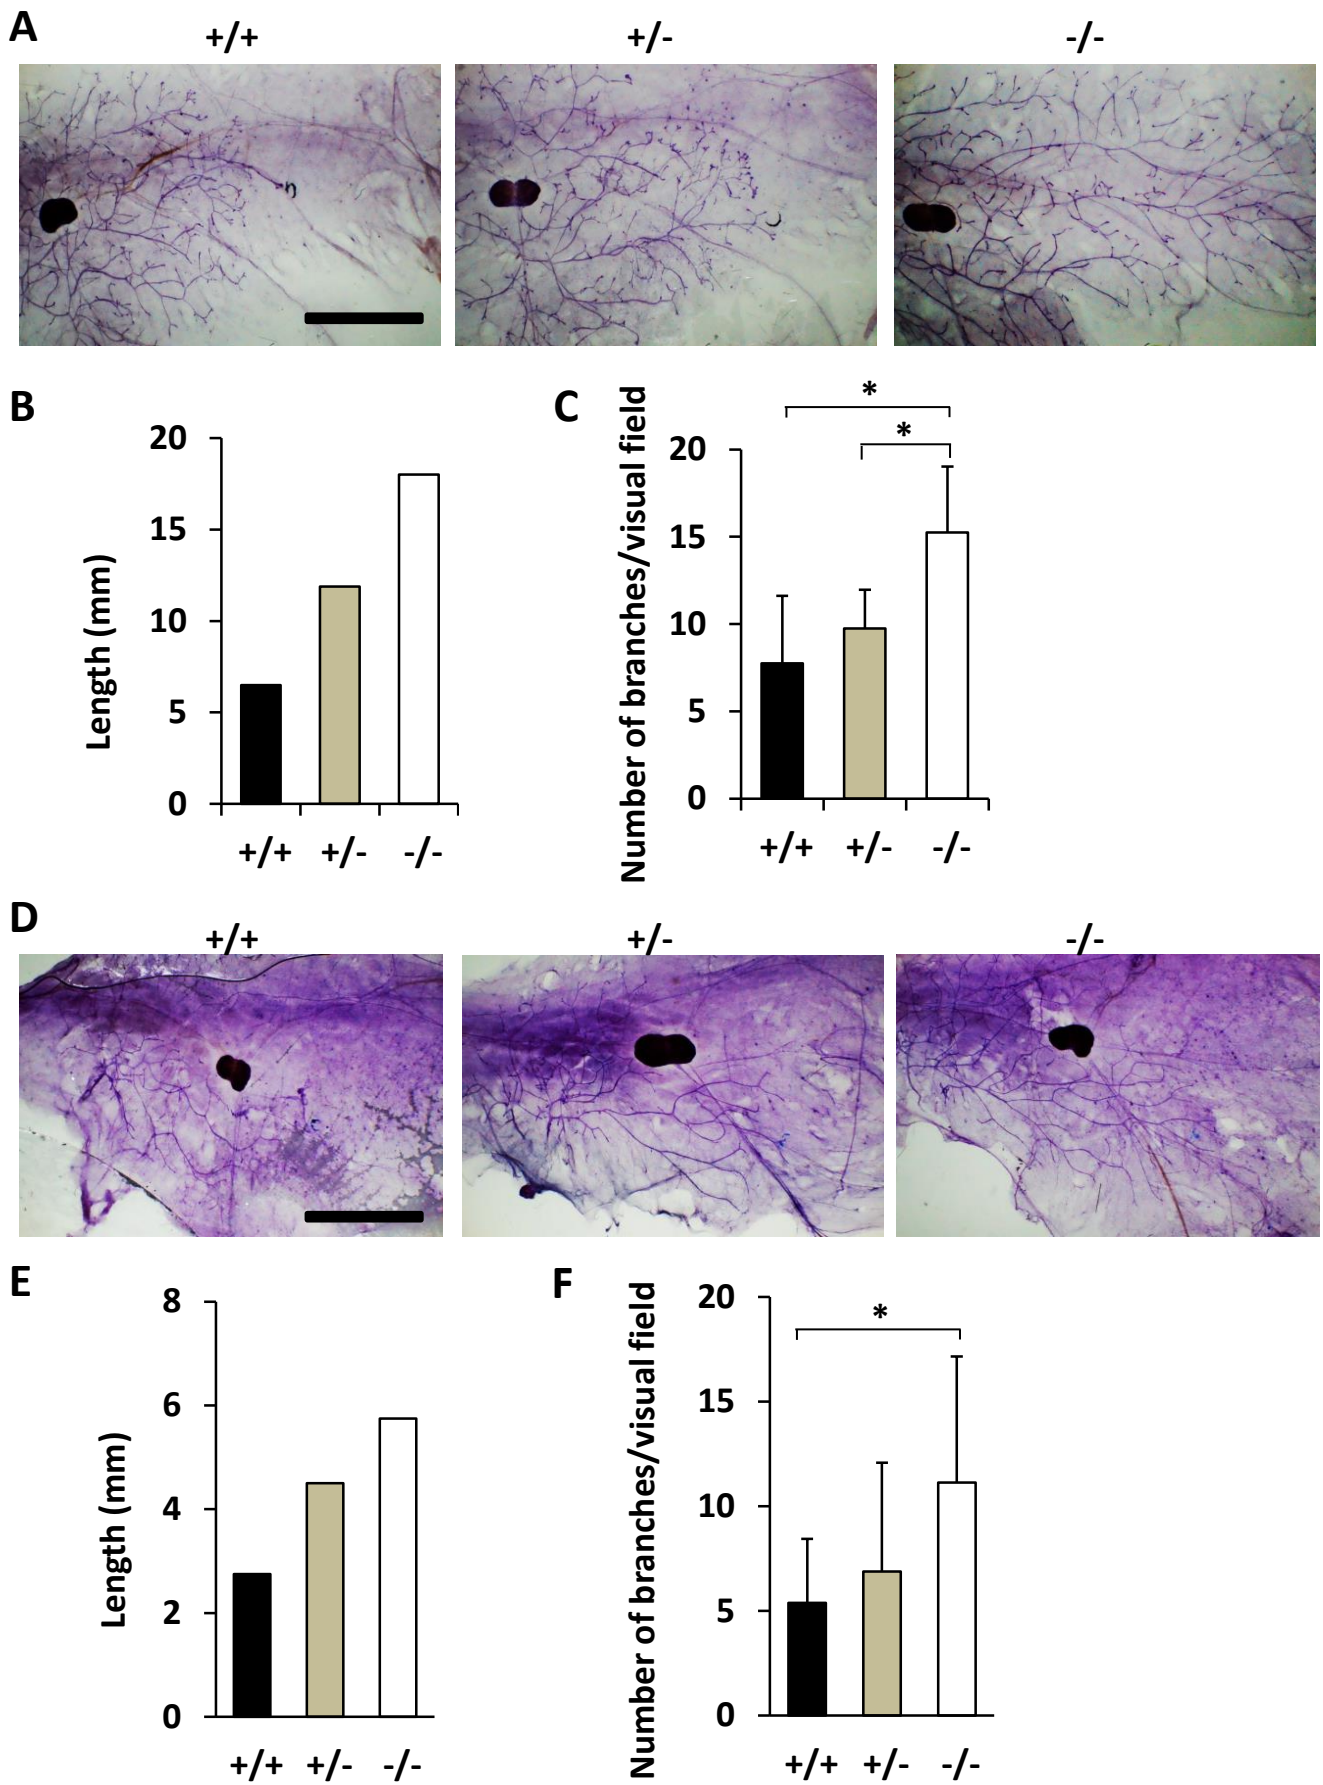 A
+/+ +/- -/-
B
Length (mm)
20
15
10
5
0
+/+ +/- -/-
C
Number of branches/visual field
*
*
20
15
10
5
0
+/+ +/- -/-
D
+/+ +/- -/-
E
Length (mm)
8
6
4
2
0
+/+ +/- -/-
F
Number of branches/visual field
*
20
15
10
5
0
+/+ +/- -/-